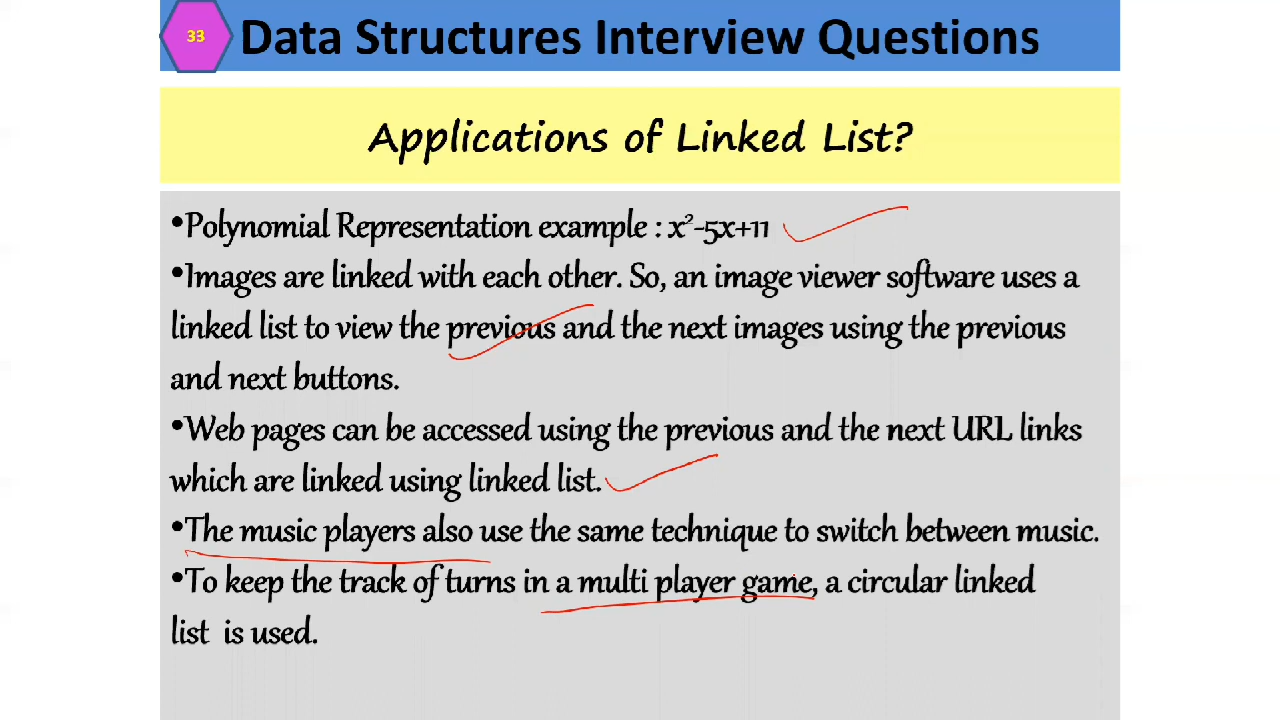 33
Data Structures Interview Questions
Applications of Linked List?
•Polynomial Representation example : x²-5x+11
•Images are linked with each other. So, an image viewer software uses a
linked list to view the previous and the next images using the previous
and next buttons.
•Web pages can be accessed using the previous and the next URL links
which are linked using linked list.
•The music players also use the same technique to switch between music.
•To keep the track of turns in a multi player game, a circular linked
list is used.